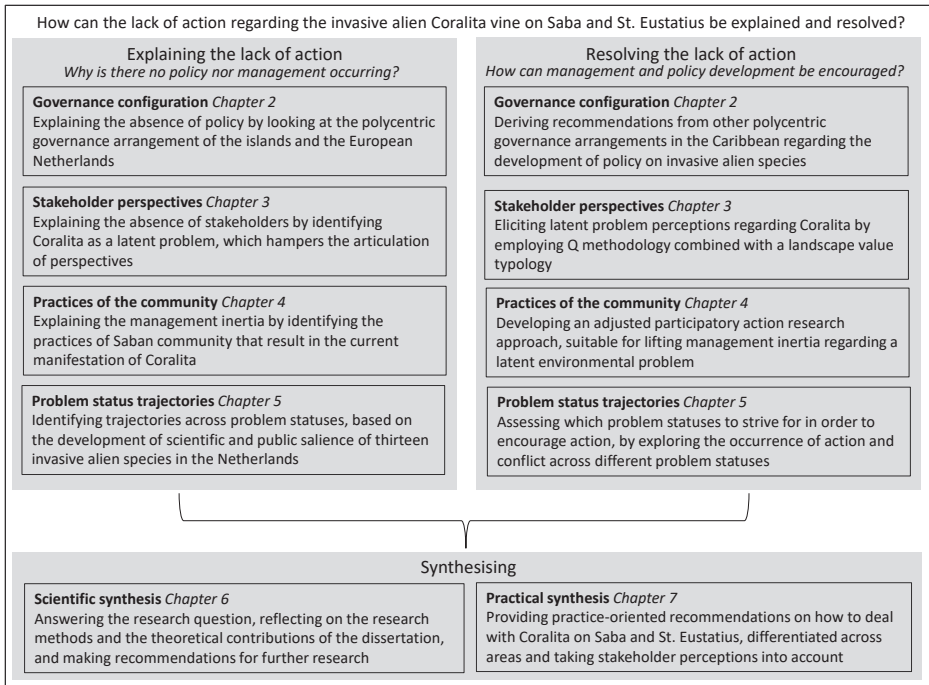 How can the lack of action regarding the invasive alien Coralita vine on Saba and St. Eustatius be explained and resolved?
Explaining the lack of action
Why is there no policy nor management occurring?
Governance configuration Chapter 2
Explaining the absence of policy by looking at the polycentric
governance arrangement of the islands and the European
Netherlands
Stakeholder perspectives Chapter 3
Explaining the absence of stakeholders by identifying
Coralita as a latent problem, which hampers the articulation
of perspectives
Practices of the community Chapter 4
Explaining the management inertia by identifying the
practices of Saban community that result in the current
manifestation of Coralita
Problem status trajectories Chapter 5
Identifying trajectories across problem statuses, based on
the development of scientific and public salience of thirteen
invasive alien species in the Netherlands
Resolving the lack of action
How can management and policy development be encouraged?
Governance configuration Chapter 2
Deriving recommendations from other polycentric
governance arrangements in the Caribbean regarding the
development of policy on invasive alien species
Stakeholder perspectives Chapter 3
Eliciting latent problem perceptions regarding Coralita by
employing Q methodology combined with a landscape value
typology
Practices of the community Chapter 4
Developing an adjusted participatory action research
approach, suitable for lifting management inertia regarding a
latent environmental problem
Problem status trajectories Chapter 5
Assessing which problem statuses to strive for in order to
encourage action, by exploring the occurrence of action and
conflict across different problem statuses
Synthesising
Scientific synthesis Chapter 6
Answering the research question, reflecting on the research
methods and the theoretical contributions of the dissertation,
and making recommendations for further research
Practical synthesis Chapter 7
Providing practice-oriented recommendations on how to deal
with Coralita on Saba and St. Eustatius, differentiated across
areas and taking stakeholder perceptions into account